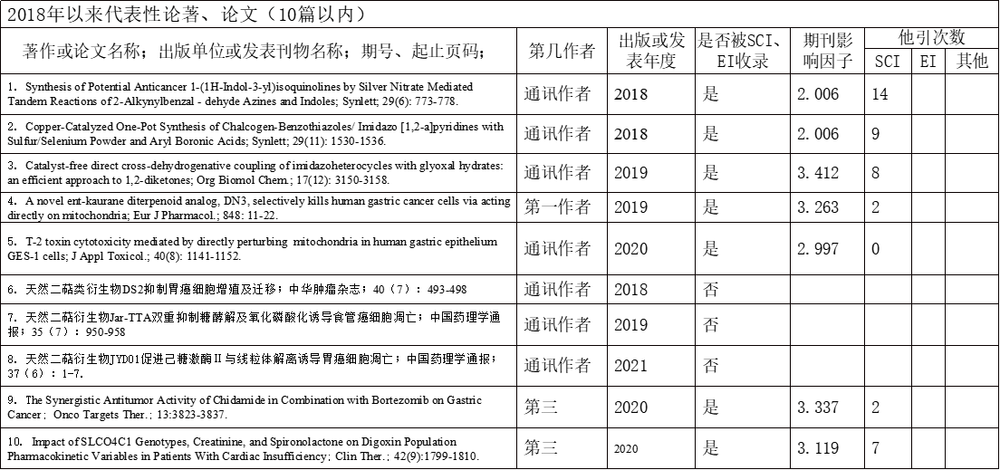 2018年以来代表性论著、论文（10篇以内）
著作或论文名称；出版单位或发表刊物名称；期号、起止页码；
第几作者
出版或发
表年度
是否被SCI、
EI收录
期刊影
响因子
他引次数
SCI
EI
其他
1. Synthesis of Potential Anticancer 1-(1H-Indol-3-yl)isoquinolines by Silver Nitrate Mediated
Tandem Reactions of 2-Alkynylbenzal - dehyde Azines and Indoles; Synlett; 29(6): 773-778.
通讯作者
2018
是
2.006
14
2. Copper-Catalyzed One-Pot Synthesis of Chalcogen-Benzothiazoles/ Imidazo [1,2-a]pyridines with
Sulfur/Selenium Powder and Aryl Boronic Acids; Synlett; 29(11): 1530-1536.
通讯作者
2018
是
2.006
9
3. Catalyst-free direct cross-dehydrogenative coupling of imidazoheterocycles with glyoxal hydrates:
an efficient approach to 1,2-diketones; Org Biomol Chem.; 17(12): 3150-3158.
通讯作者
2019
是
3.412
8
4. A novel ent-kaurane diterpenoid analog, DN3, selectively kills human gastric cancer cells via acting
directly on mitochondria; Eur J Pharmacol.; 848: 11-22.
第一作者
2019
是
3.263
2
5. T-2 toxin cytotoxicity mediated by directly perturbing mitochondria in human gastric epithelium
GES-1 cells; J Appl Toxicol.; 40(8): 1141-1152.
通讯作者
2020
是
2.997
0
6. 天然二萜类衍生物DS2抑制胃癌细胞增殖及迁移；中华肿瘤杂志；40（7）：493-498
通讯作者
2018
否
7. 天然二萜衍生物Jar-TTA双重抑制糖酵解及氧化磷酸化诱导食管癌细胞凋亡；中国药理学通
报；35（7）：950-958
通讯作者
2019
否
8. 天然二萜衍生物JYD01促进己糖激酶Ⅱ与线粒体解离诱导胃癌细胞凋亡；中国药理学通报；
37（6）：1-7.
通讯作者
2021
否
9. The Synergistic Antitumor Activity of Chidamide in Combination with Bortezomib on Gastric
Cancer； Onco Targets Ther.；13:3823-3837.
第三
2020
是
3.337
2
10. Impact of SLCO4C1 Genotypes, Creatinine, and Spironolactone on Digoxin Population
Pharmacokinetic Variables in Patients With Cardiac Insufficiency；Clin Ther.；42(9):1799-1810.
第三
2020
是
3.119
7